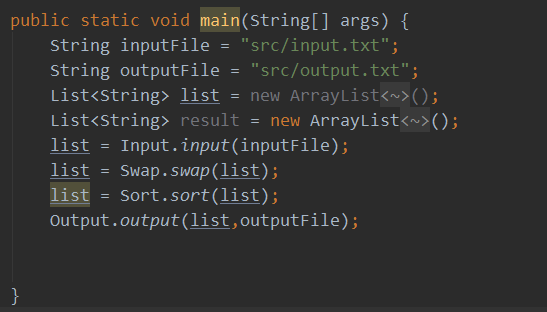 public static void main(String[] args) {
    String inputFile = "src/input.txt";
    String outputFile = "src/output.txt";
    List<String> list = new ArrayList<~>();
    List<String> result = new ArrayList<~>();
    list = Input.input(inputFile);
    list = Swap.swap(list);
    list = Sort.sort(list);
    Output.output(list,outputFile);
}